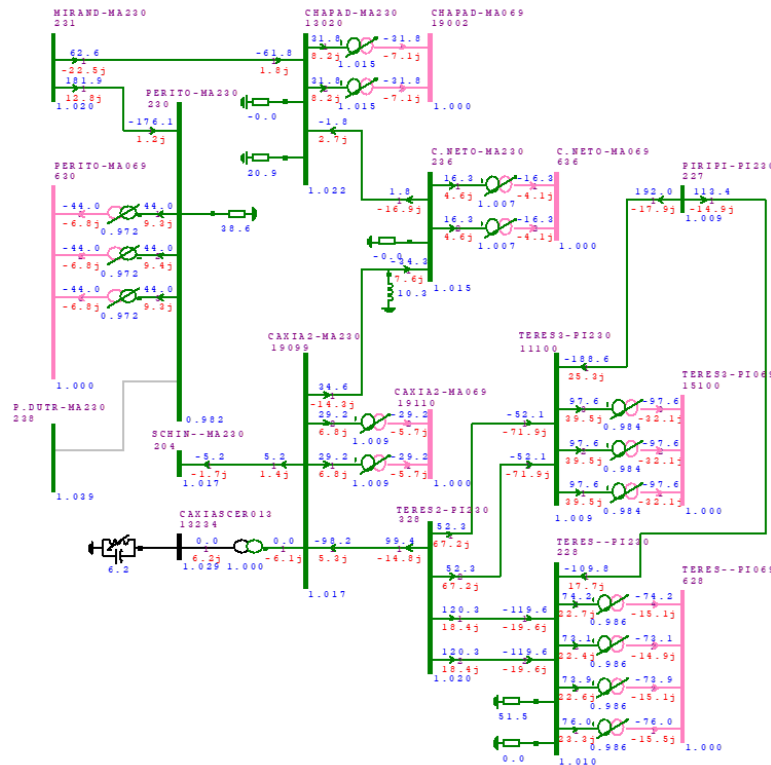 MIRAND-MA230
231
62.6
-22.5j
181.9
12.8j
1.020
-61.8
1.8j
CHAPAD-MA230
13020
31.8
8.2j
1.015
-31.8
-7.1j
31.8
8.2j
1.015
-31.8
-7.1j
CHAPAD-MA069
19002
1.000
-0.0
20.9
-1.8
2.7j
1.022
PERITO-MA230
230
-176.1
1.2j
PERITO-MA069
630
-44.0
-6.8j
0.972
44.0
9.3j
-44.0
-6.8j
0.972
44.0
9.4j
-44.0
-6.8j
0.972
44.0
9.3j
38.6
1.000
0.982
C.NETO-MA230
236
1.8
-16.9j
16.3
4.6j
1.007
-16.3
-4.1j
16.3
4.6j
1.007
-16.3
-4.1j
C.NETO-MA069
636
1.000
-0.0
-34.3
7.6j
10.3
1.015
PIRIPI-PI230
227
192.0
-17.9j
113.4
-14.9j
1.009
P.DUTR-MA230
238
1.039
CAXIA2-MA230
19099
34.6
-14.3j
29.2
6.8j
1.009
-29.2
-5.7j
29.2
6.8j
1.009
-29.2
-5.7j
CAXIA2-MA069
19110
1.000
SCHIN--MA230
204
-5.2
-1.7j
5.2
1.4j
1.017
CAXIASCER013
13234
6.2
0.0
6.2j
1.029
1.000
0.0
-6.1j
-98.2
5.3j
99.4
-14.8j
1.017
TERES2-PI230
328
52.3
67.2j
52.3
67.2j
120.3
18.4j
120.3
18.4j
1.020
-52.1
-71.9j
-52.1
-71.9j
-119.6
-19.6j
-119.6
-19.6j
TERES3-PI230
11100
-188.6
25.3j
97.6
39.5j
0.984
-97.6
-32.1j
97.6
39.5j
0.984
-97.6
-32.1j
97.6
39.5j
0.984
-97.6
-32.1j
1.009
TERES3-PI069
15100
1.000
TERES--PI230
228
-109.8
17.7j
74.2
22.7j
0.986
-74.2
-15.1j
73.1
22.4j
0.986
-73.1
-14.9j
73.9
22.6j
0.986
-73.9
-15.1j
76.0
23.3j
0.986
-76.0
-15.5j
51.5
0.0
1.010
TERES--PI069
628
1.000